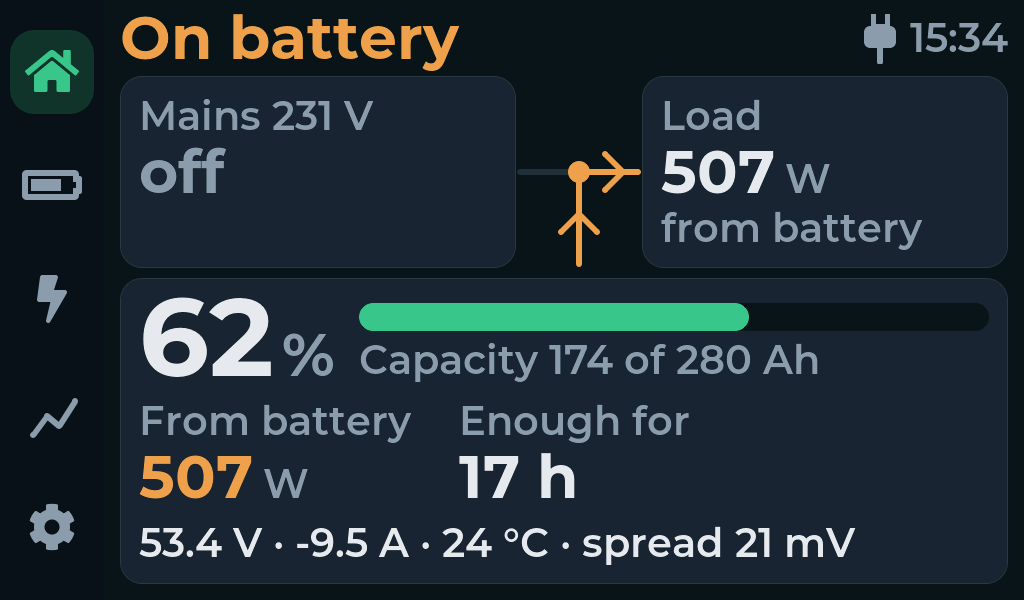 On battery
15:34
Mains 231 V
off
Load
507 W
from battery
62 %
Capacity 174 of 280 Ah
From battery
507 W
Enough for
17 h
53.4 V · -9.5 A · 24 °C · spread 21 mV